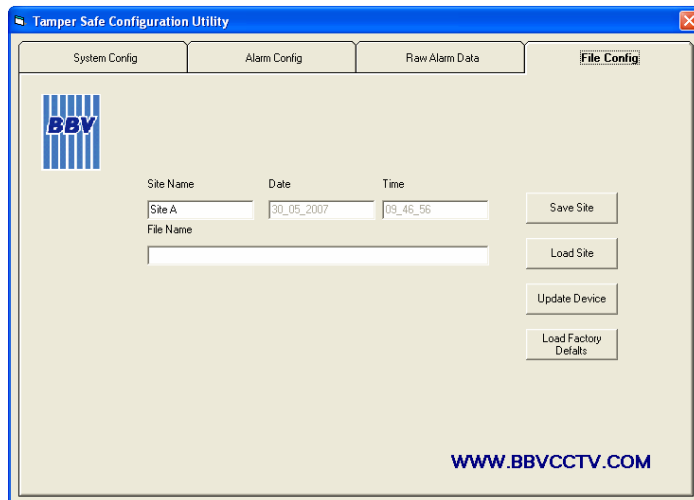 Tamper Safe Configuration Utility
System Config
Alarm Config
Raw Alarm Data
File Config
BBV
Site Name
Date
Time
Site A
30_05_2007
09_46_56
Save Site
File Name
Load Site
Update Device
Load Factory
Defalts
WWW.BBVCCTV.COM